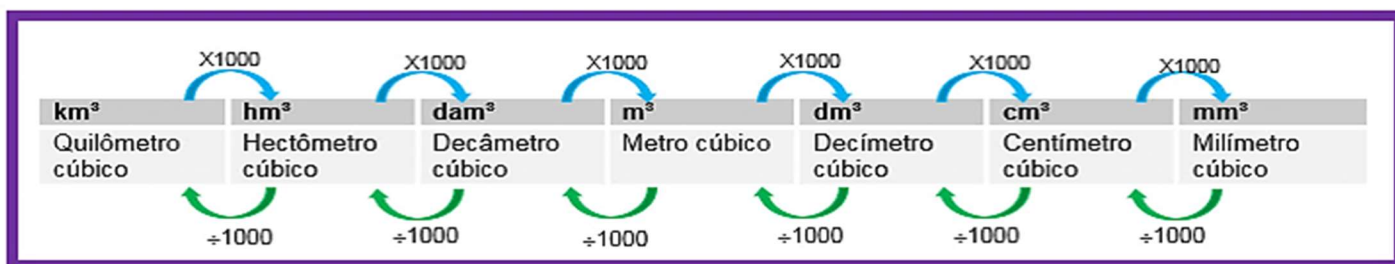 X1000 X1000 X1000 X1000 X1000 X1000
km³ hm³ dam³ m³ dm³ cm³ mm³
Quilômetro Hectômetro Decâmetro Metro cúbico Decímetro Centímetro Milímetro
cúbico cúbico cúbico cúbico cúbico cúbico
÷1000 ÷1000 ÷1000 ÷1000 ÷1000 ÷1000